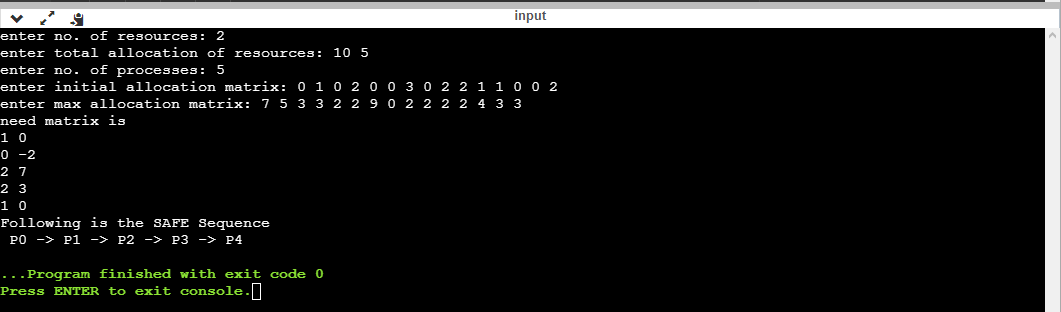 input
enter no. of resources: 2
enter total allocation of resources: 10 5
enter no. of processes: 5
enter initial allocation matrix: 0 1 0 2 0 0 3 0 2 2 1 1 0 0 2
enter max allocation matrix: 7 5 3 3 2 2 9 0 2 2 2 2 4 3 3
need matrix is
1 0
0 -2
2 7
2 3
1 0
Following is the SAFE Sequence
P0 -> P1 -> P2 -> P3 -> P4
...Program finished with exit code 0
Press ENTER to exit console.